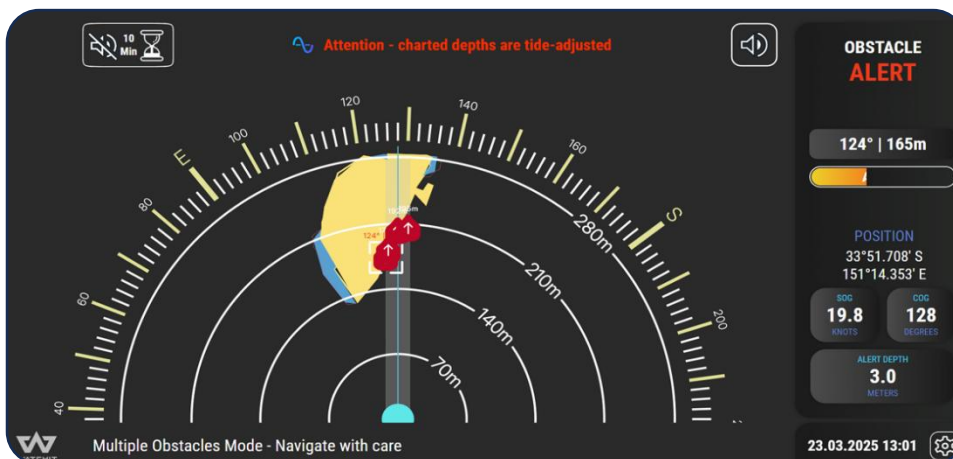 10
Min
Attention - charted depths are tide-adjusted
OBSTACLE
ALERT
124° | 165m
POSITION
33°51.708' S
151°14.353' E
SOG
19.8
KNOTS
COG
128
DEGREES
ALERT DEPTH
3.0
METERS
40
60
80
E
100
120
140
160
S
200
280m
210m
140m
70m
124°
Multiple Obstacles Mode - Navigate with care
23.03.2025 13:01